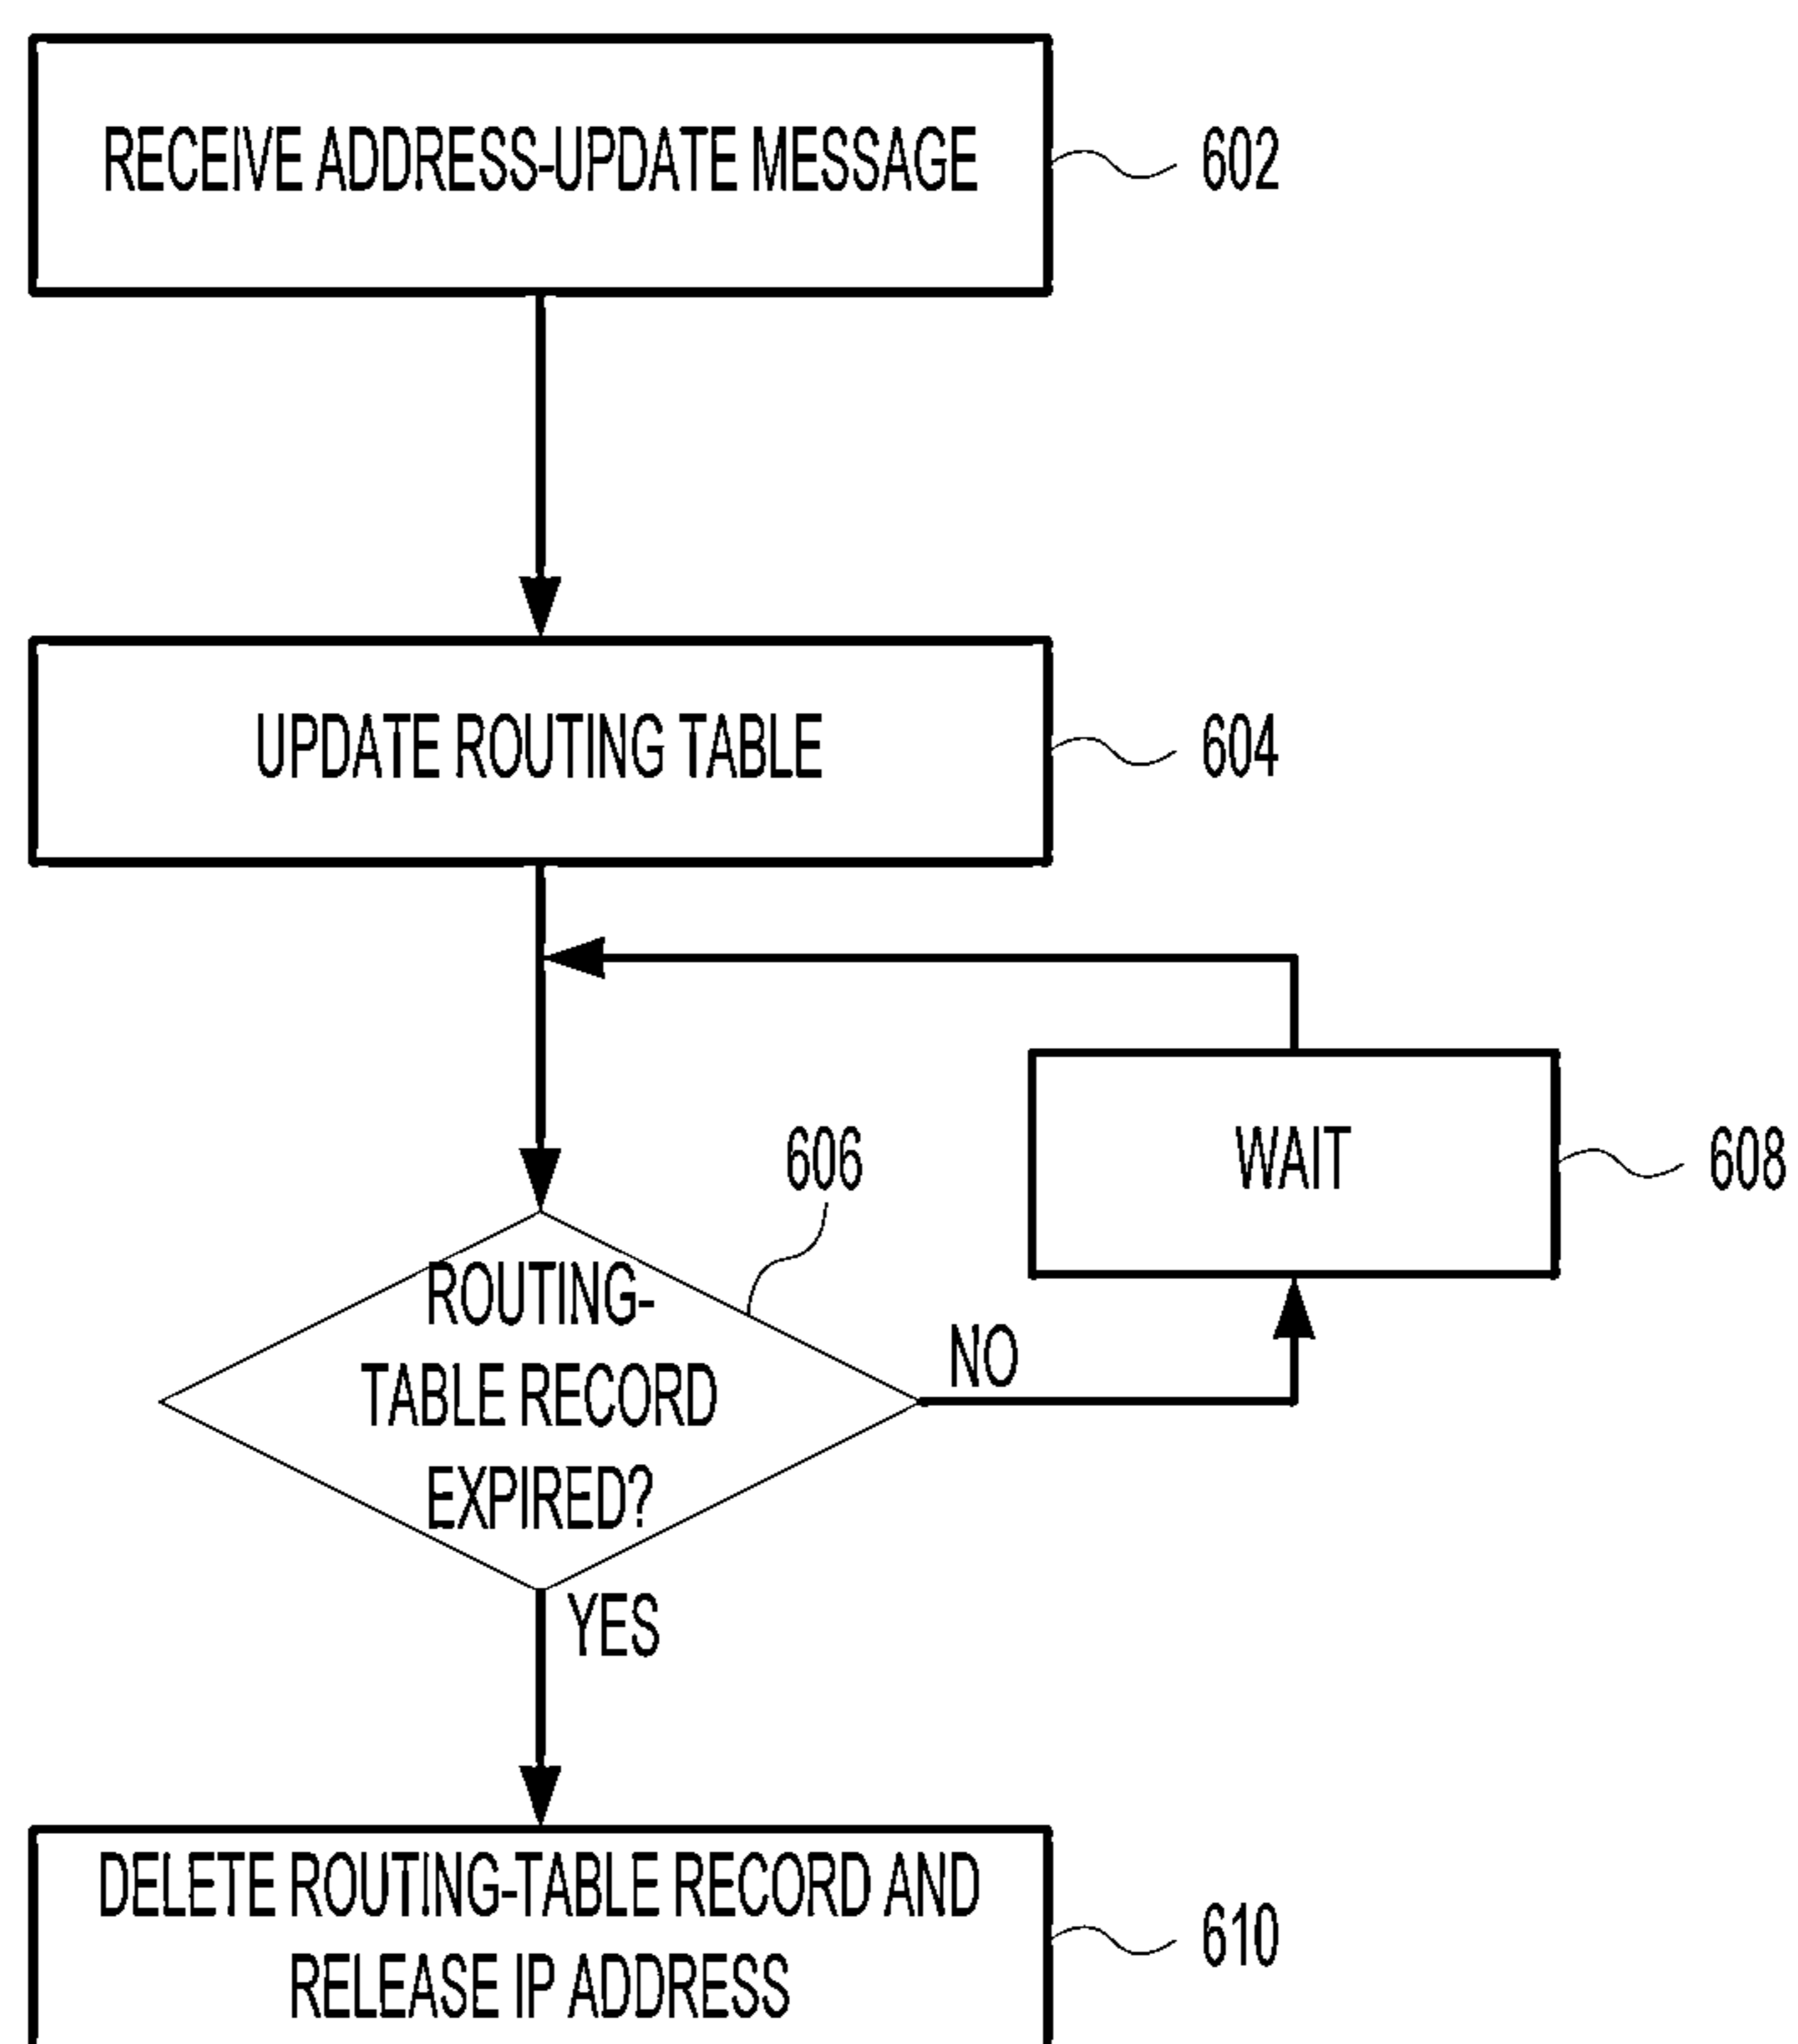 RECEIVE ADDRESS-UPDATE MESSAGE
602
UPDATE ROUTING TABLE
604
606
WAIT
608
ROUTING-
TABLE RECORD
EXPIRED?
NO
YES
DELETE ROUTING-TABLE RECORD AND
RELEASE IP ADDRESS
610